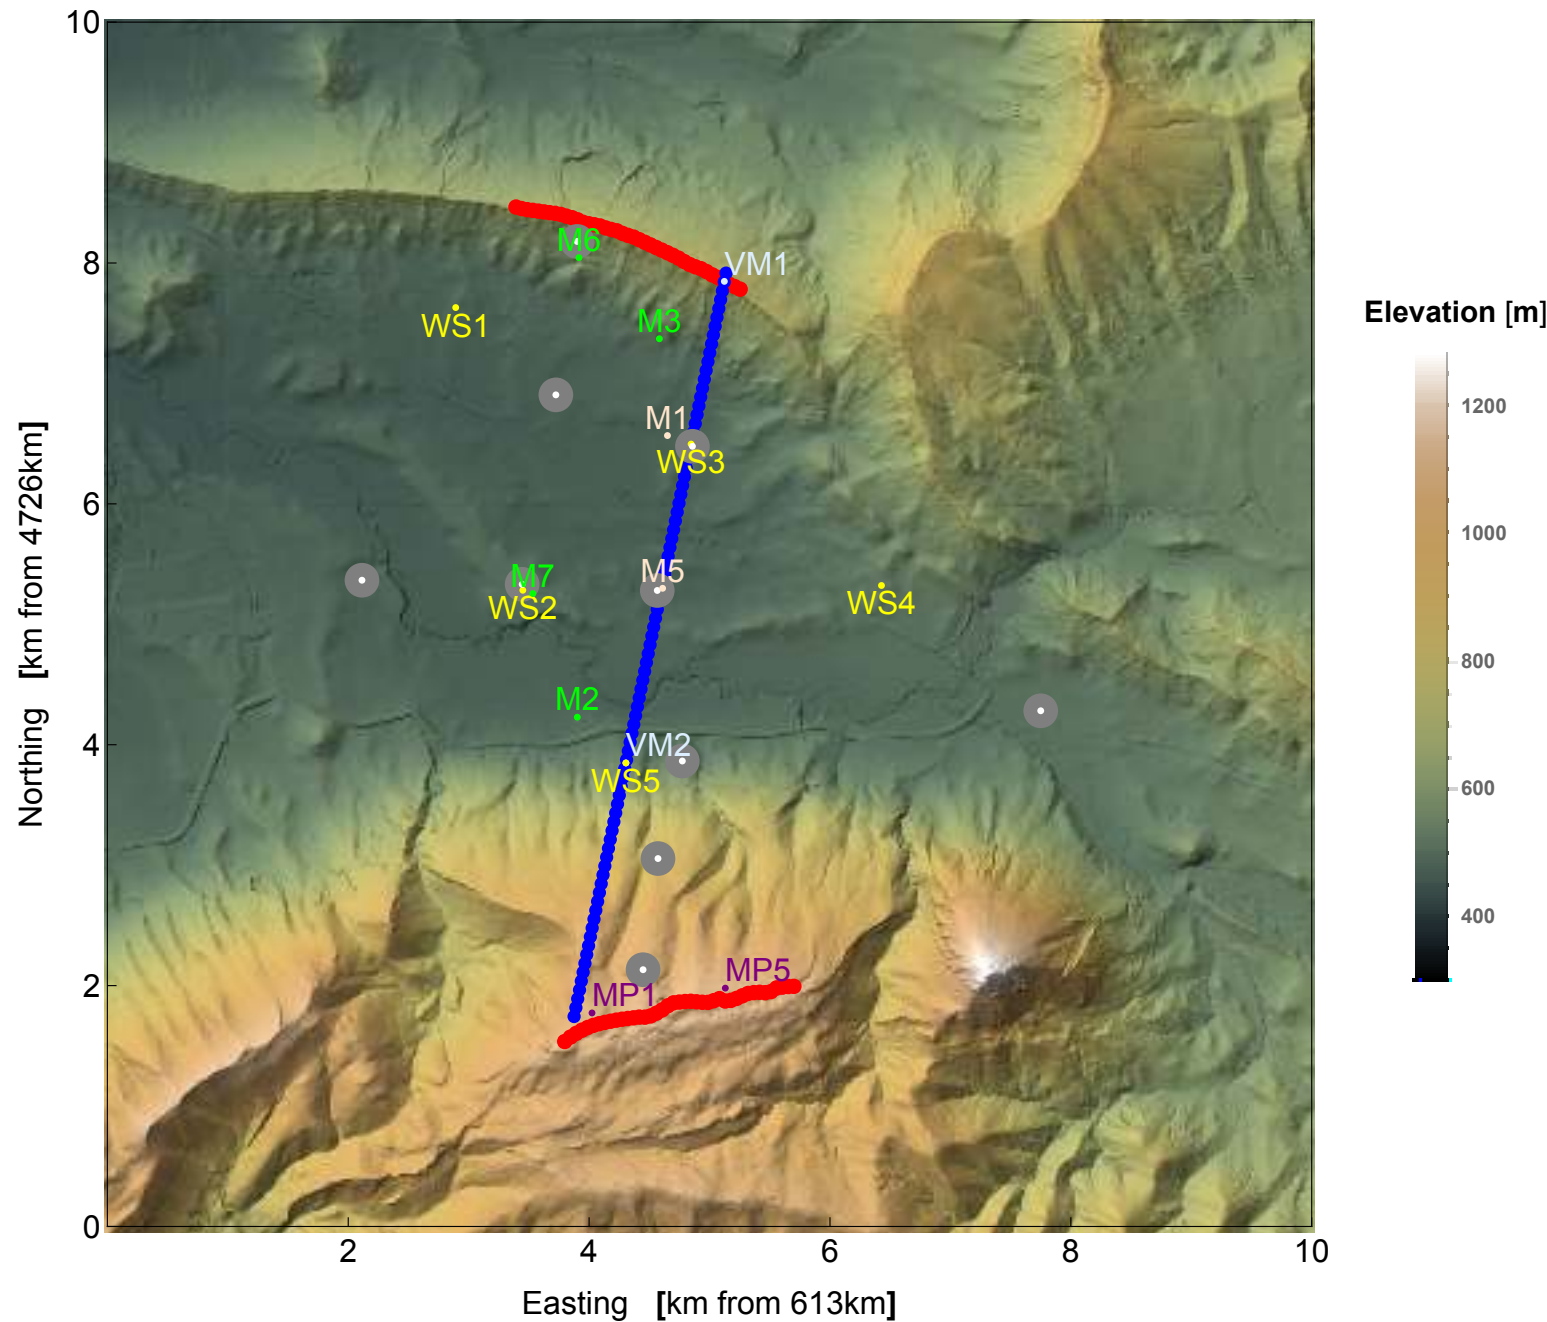 10
8
6
4
2
0
2
4
6
8
10
Northing [km from 4726km]
Easting [km from 613km]
M6
VM1
WS1
M3
M1
WS3
M5
M7
WS2
WS4
M2
VM2
WS5
MP5
MP1
Elevation [m]
1200
1000
800
600
400